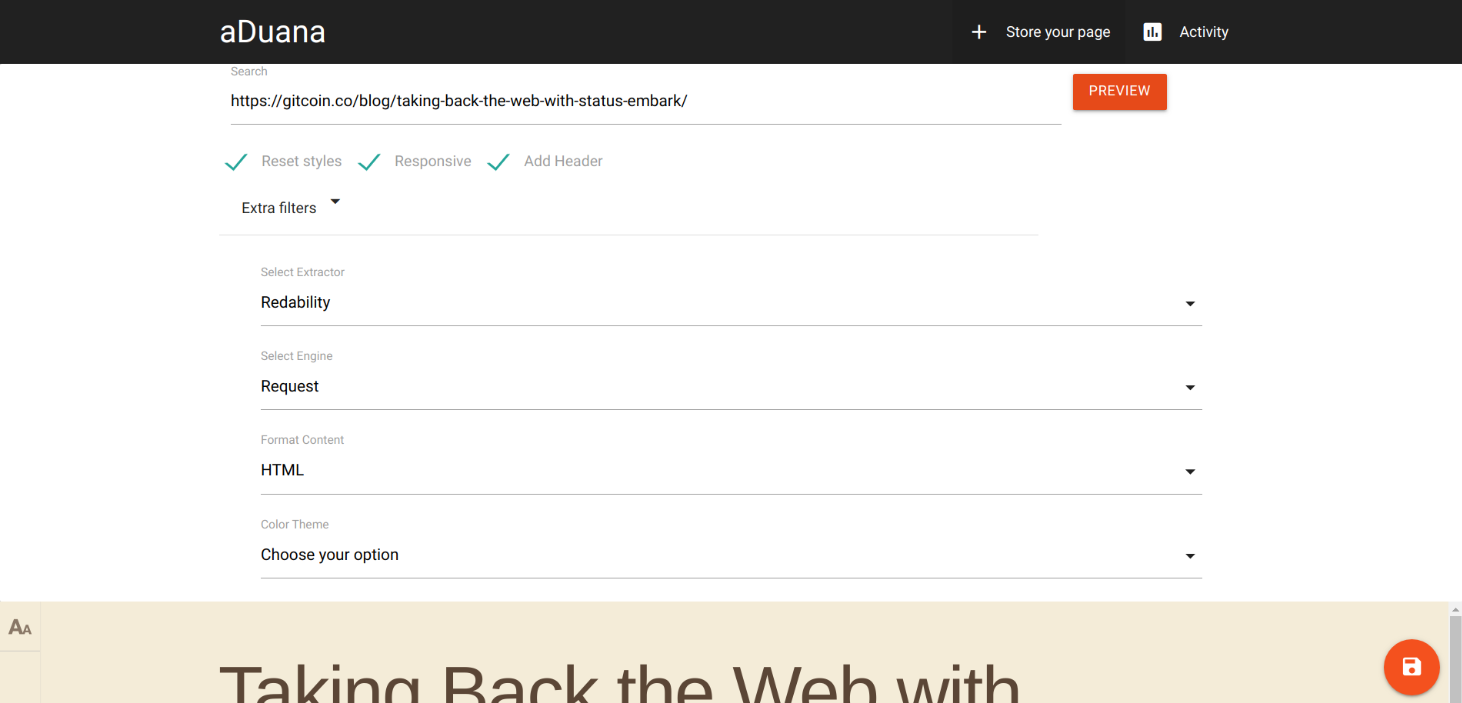 aDuana
Store your page
Activity
Search
https://gitcoin.co/blog/taking-back-the-web-with-status-embark/
PREVIEW
Reset styles
Responsive
Add Header
Extra filters
Select Extractor
Redability
Select Engine
Request
Format Content
HTML
Color Theme
Choose your option
AA
Taking Back the Web with